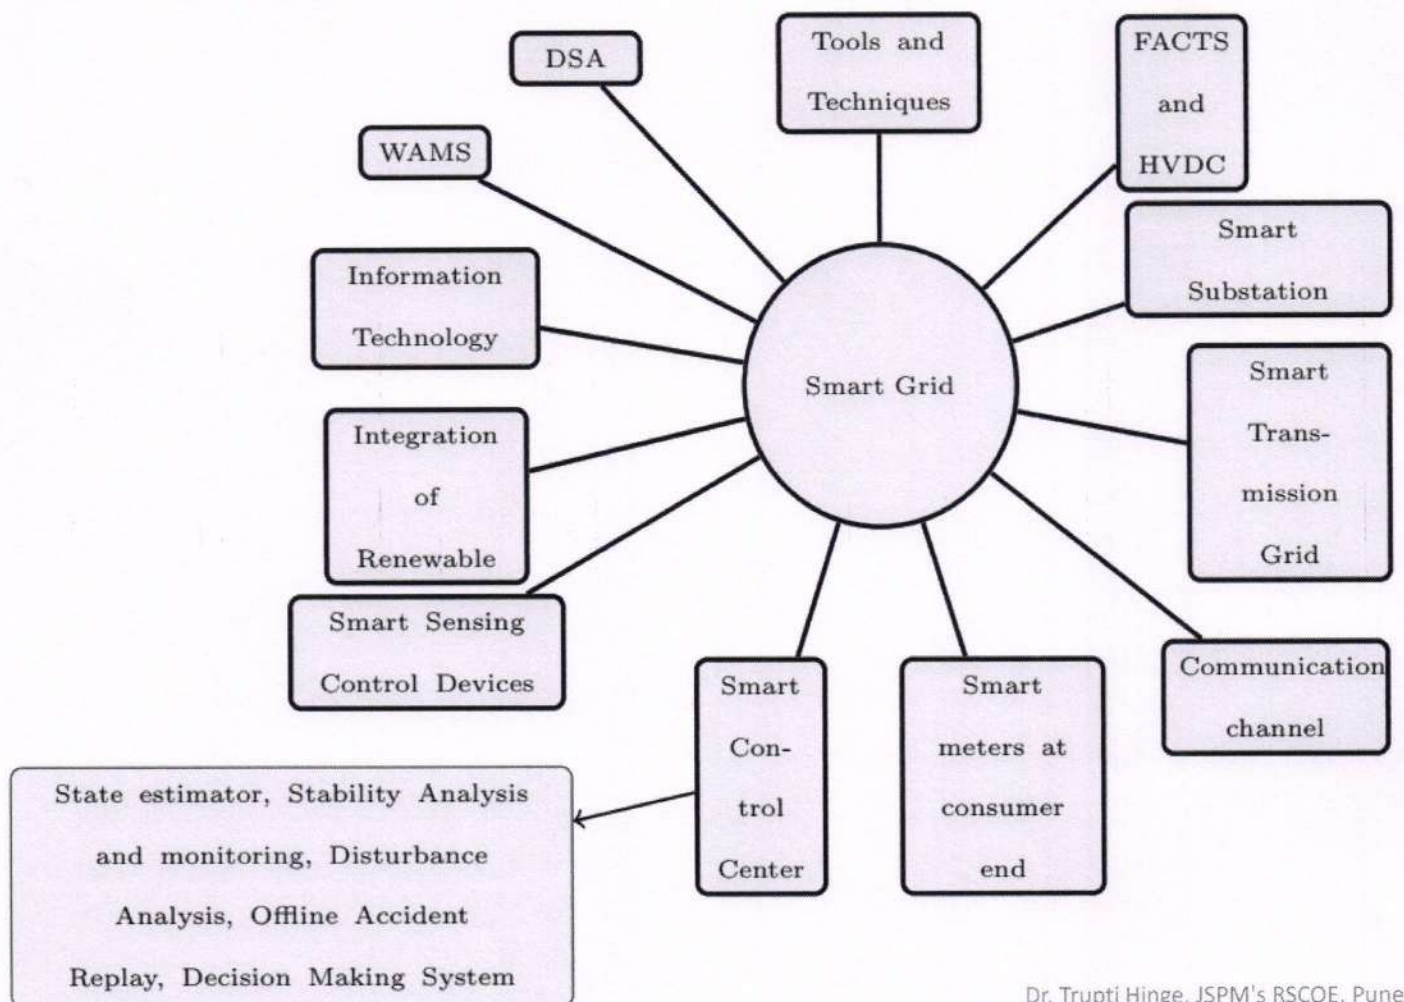 DSA
Tools and
Techniques
FACTS
and
HVDC
WAMS
Smart
Substation
Information
Technology
Smart Grid
Smart
Trans-
mission
Grid
Integration
of
Renewable
Smart Sensing
Control Devices
Communication
channel
Smart
Con-
trol
Center
Smart
meters at
consumer
end
State estimator, Stability Analysis
and monitoring, Disturbance
Analysis, Offline Accident
Replay, Decision Making System
Dr. Trupti Hinge, JSPM's RSCOE, Pune